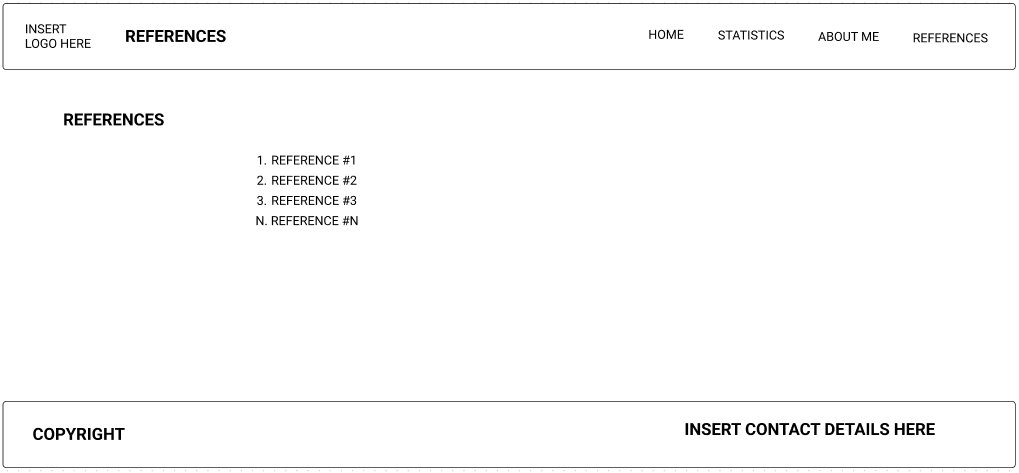 INSERT
LOGO HERE
REFERENCES
HOME
STATISTICS
ABOUT ME
REFERENCES
REFERENCES
1. REFERENCE #1
2. REFERENCE #2
3. REFERENCE #3
N. REFERENCE #N
COPYRIGHT
INSERT CONTACT DETAILS HERE